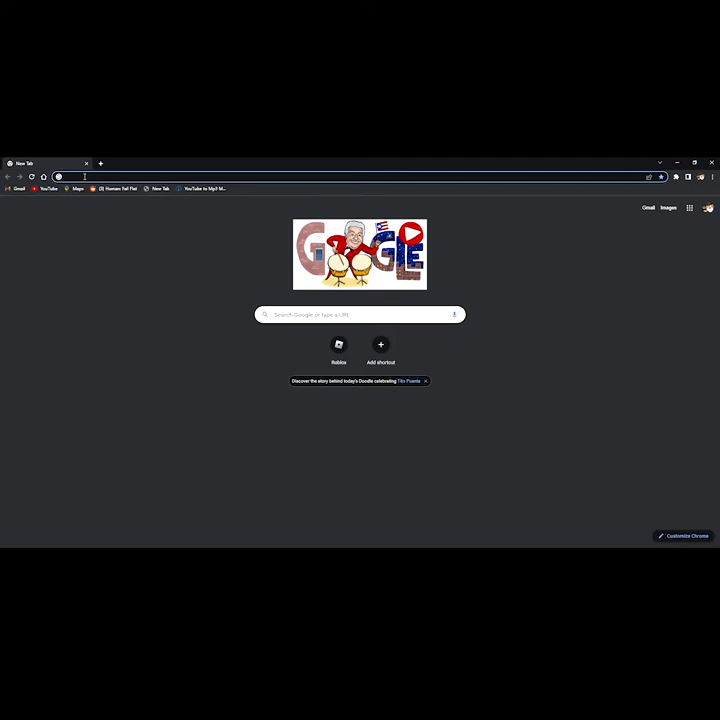 New Tab
Gmail YouTube Maps (3) Human Fall Flat New Tab YouTube to Mp3 M...
Gmail Images
GOOGLE
Search Google or type a URL
Roblox Add shortcut
Discover the story behind today's Doodle celebrating Tito Puente
Customize Chrome